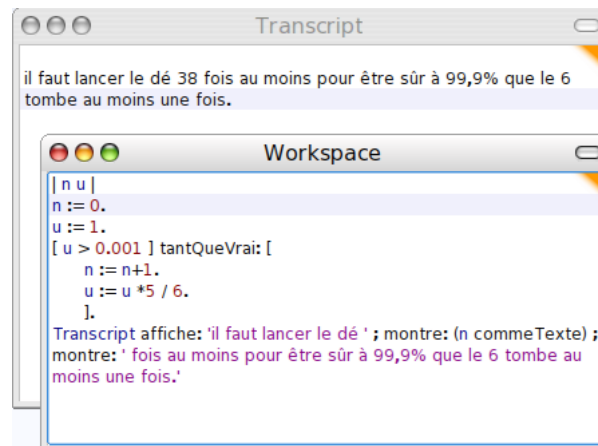 Transcript
il faut lancer le dé 38 fois au moins pour être sûr à 99,9% que le 6
tombe au moins une fois.
Workspace
| n u |
n := 0.
u := 1.
[ u > 0.001 ] tantQueVrai: [
n := n+1.
u := u *5 / 6.
].
Transcript affiche: 'il faut lancer le dé ' ; montre: (n commeTexte) ;
montre: ' fois au moins pour être sûr à 99,9% que le 6 tombe au
moins une fois.'